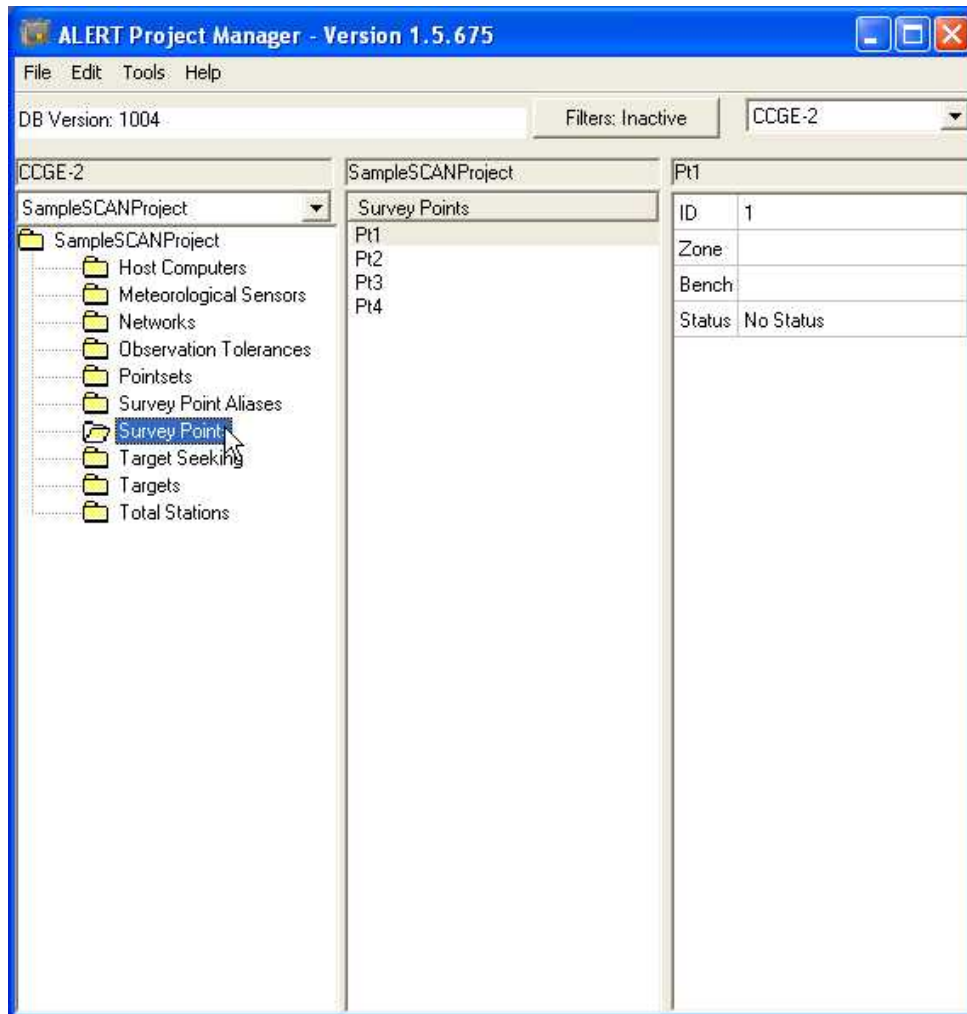 ALERT Project Manager - Version 1.5.675
File Edit Tools Help
DB Version: 1004
Filters: Inactive
CCGE-2
CCGE-2
SampleSCANProject
SampleSCANProject
Host Computers
Meteorological Sensors
Networks
Observation Tolerances
Pointsets
Survey Point Aliases
Survey Points
Target Seeking
Targets
Total Stations
SampleSCANProject
Survey Points
Pt1
Pt2
Pt3
Pt4
Pt1
ID 1
Zone
Bench
Status No Status